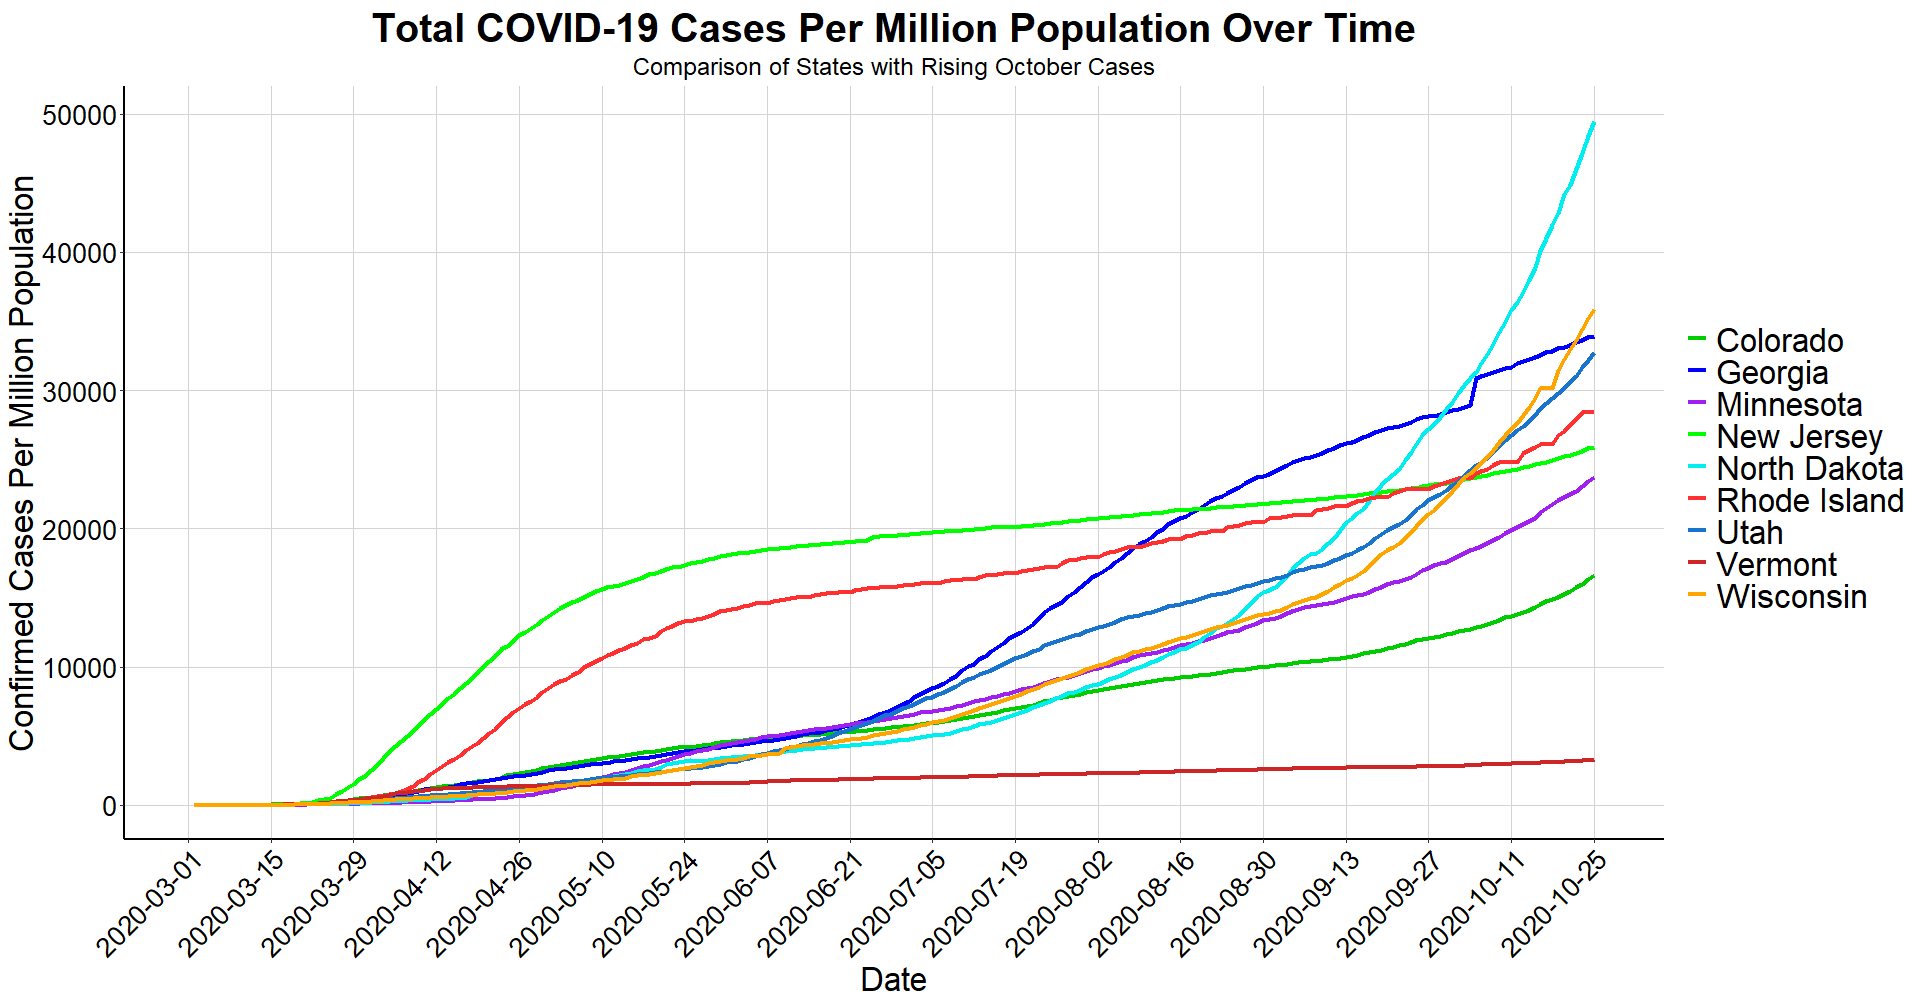 Total COVID-19 Cases Per Million Population Over Time
Comparison of States with Rising October Cases
Confirmed Cases Per Million Population
50000
40000
30000
20000
10000
0
2020-03-01
2020-03-15
2020-03-29
2020-04-12
2020-04-26
2020-05-10
2020-05-24
2020-06-07
2020-06-21
2020-07-05
2020-07-19
2020-08-02
2020-08-16
2020-08-30
2020-09-13
2020-09-27
2020-10-11
2020-10-25
Date
Colorado
Georgia
Minnesota
New Jersey
North Dakota
Rhode Island
Utah
Vermont
Wisconsin